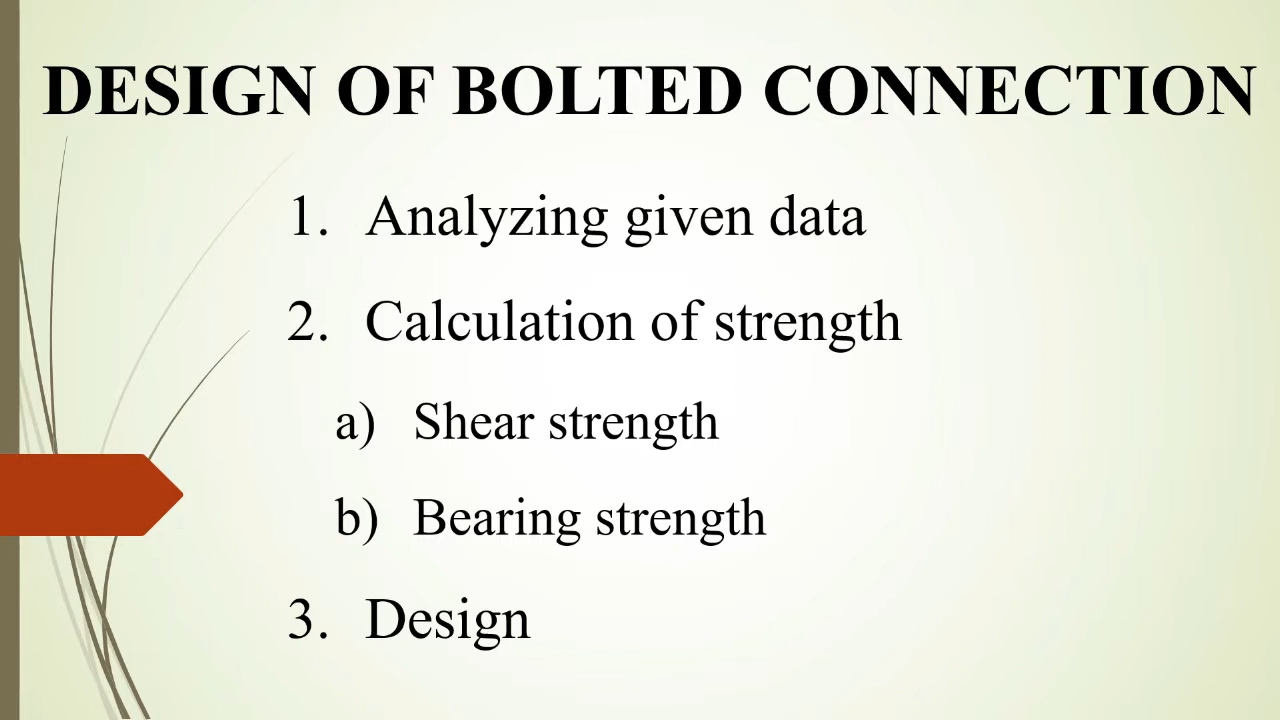 DESIGN OF BOLTED CONNECTION
1. Analyzing given data
2. Calculation of strength
a) Shear strength
b) Bearing strength
3. Design